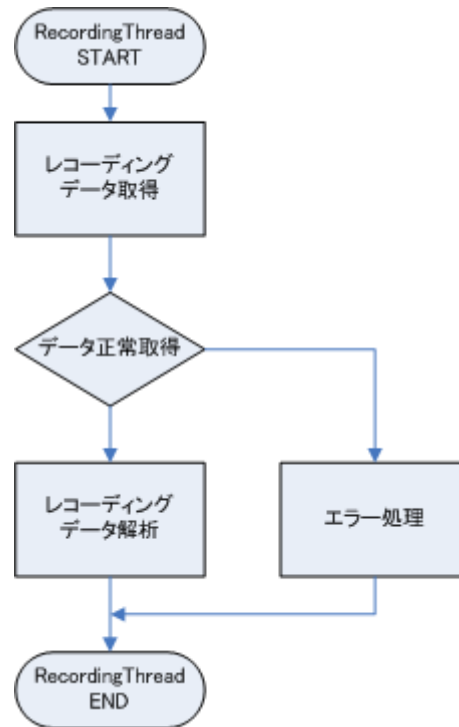 RecordingThread
START
レコーディング
データ取得
データ正常取得
レコーディング
データ解析
エラー処理
RecordingThread
END